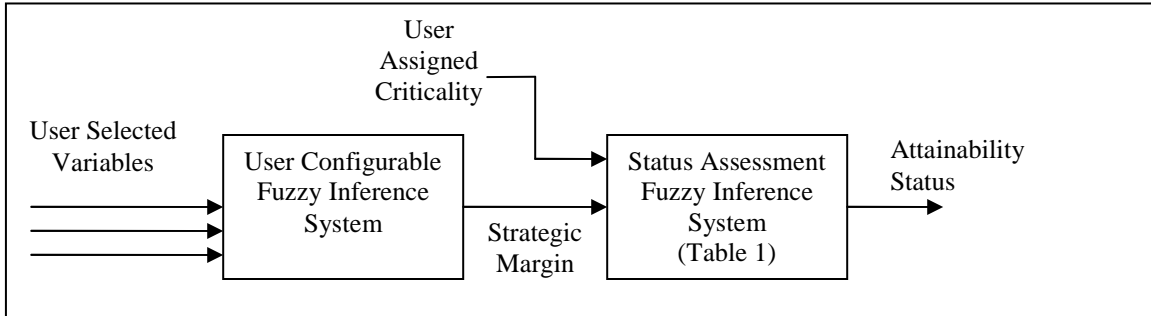 User
Assigned
Criticality
User Selected
Variables
User Configurable
Fuzzy Inference
System
Strategic
Margin
Status Assessment
Fuzzy Inference
System
(Table 1)
Attainability
Status